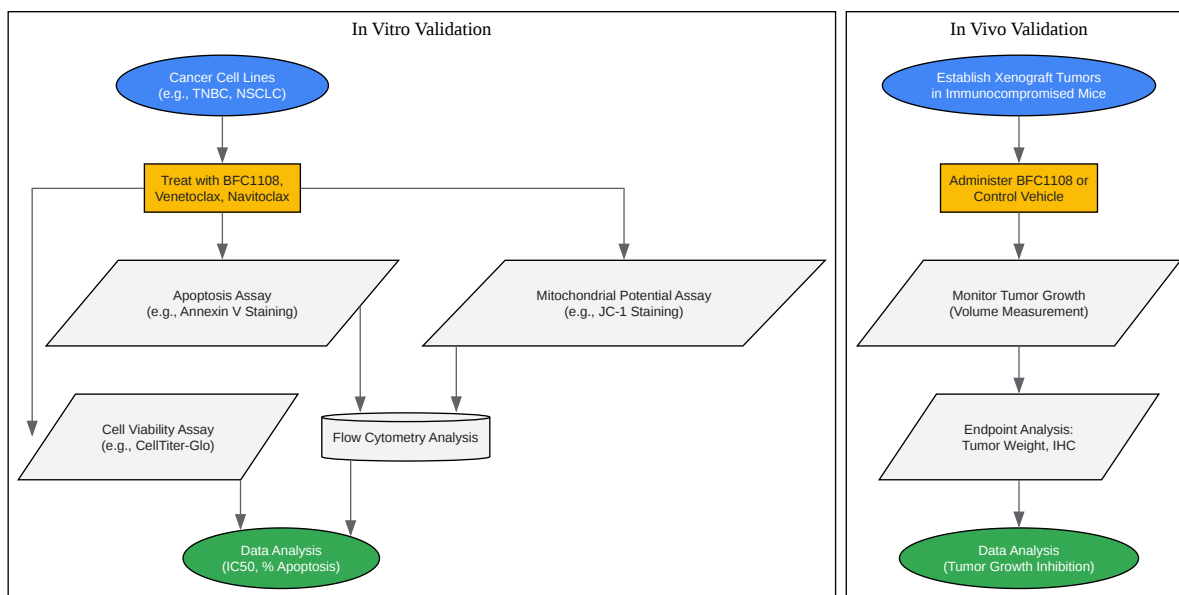 In Vitro Validation
Cancer Cell Lines
(e.g., TNBC, NSCLC)
Treat with BFC1108,
Venetoclax, Navitoclax
Apoptosis Assay
(e.g., Annexin V Staining)
Mitochondrial Potential Assay
(e.g., JC-1 Staining)
Cell Viability Assay
(e.g., CellTiter-Glo)
Flow Cytometry Analysis
Data Analysis
(IC50, % Apoptosis)
In Vivo Validation
Establish Xenograft Tumors
in Immunocompromised Mice
Administer BFC1108 or
Control Vehicle
Monitor Tumor Growth
(Volume Measurement)
Endpoint Analysis:
Tumor Weight, IHC
Data Analysis
(Tumor Growth Inhibition)